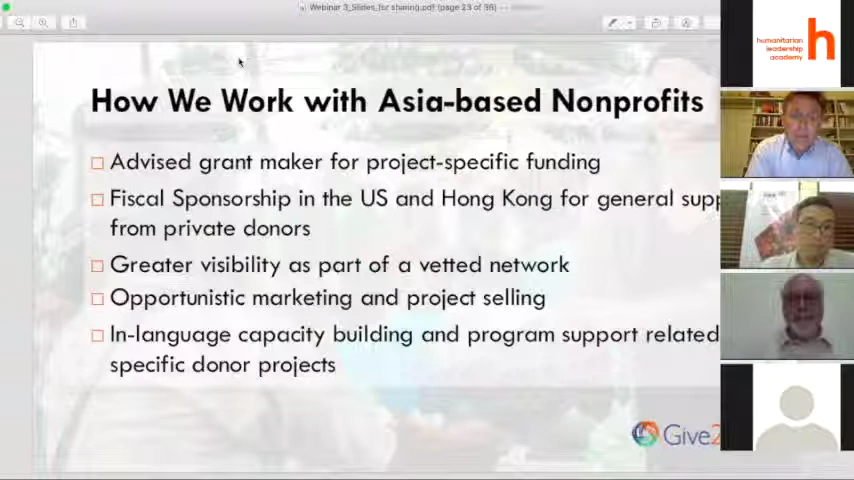 Webinar 3_Slides_for sharing.pdf (page 23 of 36)
humanitarian
leadership
academy
h
How We Work with Asia-based Nonprofits
Advised grant maker for project-specific funding
Fiscal Sponsorship in the US and Hong Kong for general supp
from private donors
Greater visibility as part of a vetted network
Opportunistic marketing and project selling
In-language capacity building and program support related
specific donor projects
Give2